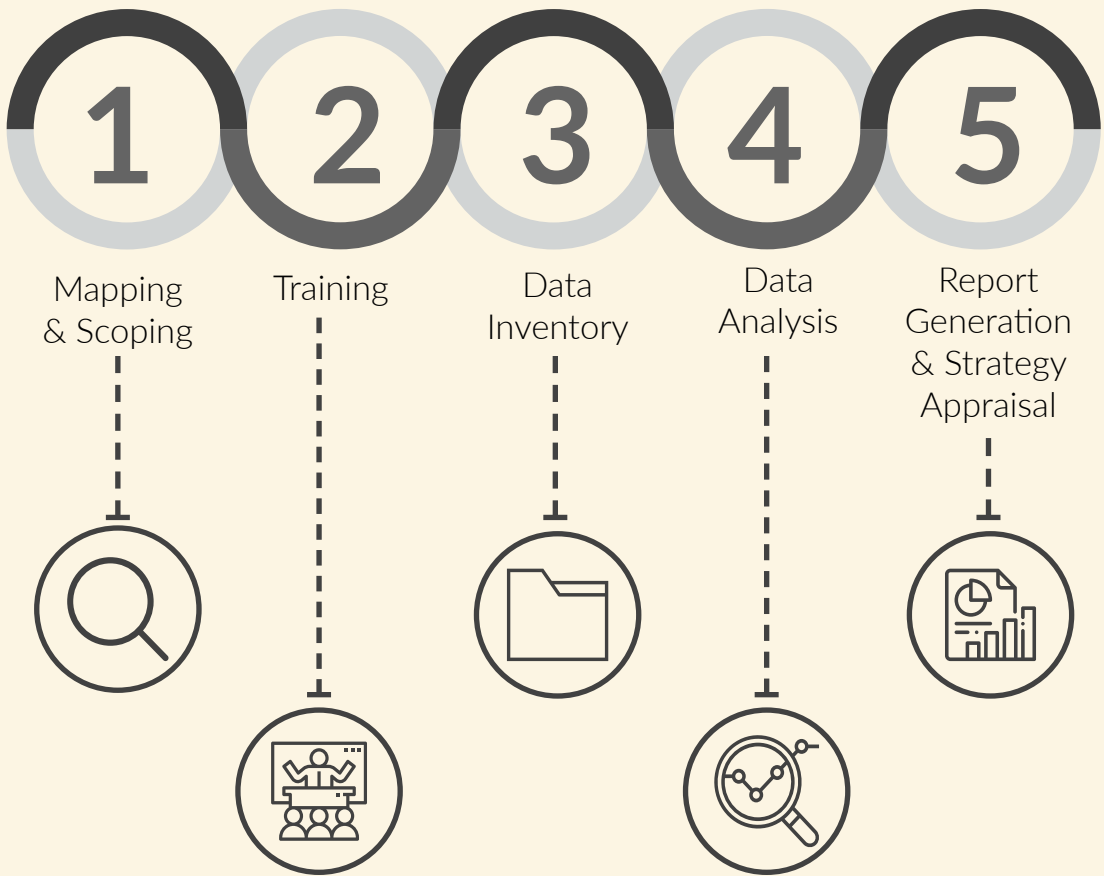 1
2
3
4
5
Mapping
& Scoping
Training
Data
Inventory
Data
Analysis
Report
Generation
& Strategy
Appraisal